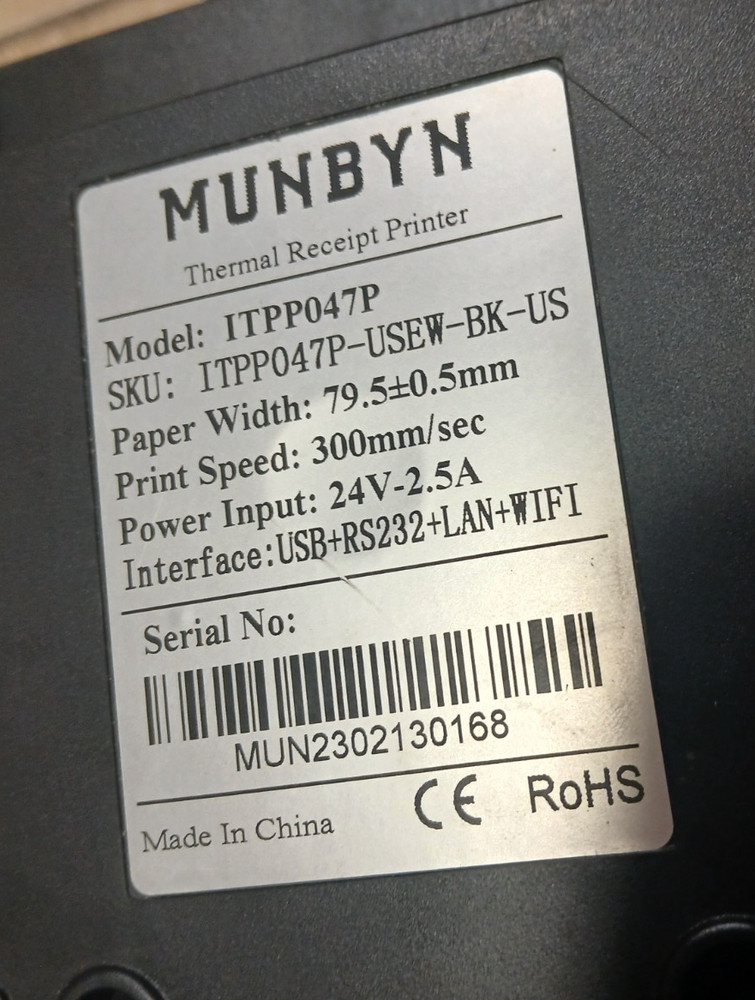 MUNBYN
Thermal Receipt Printer
Model: ITPP047P
SKU: ITPP047P-USEW-BK-US
Paper Width: 79.5±0.5mm
Print Speed: 300mm/sec
Power Input: 24V-2.5A
Interface:USB+RS232+LAN+WIFI
Serial No:
MUN2302130168
Made In China
CE RoHS